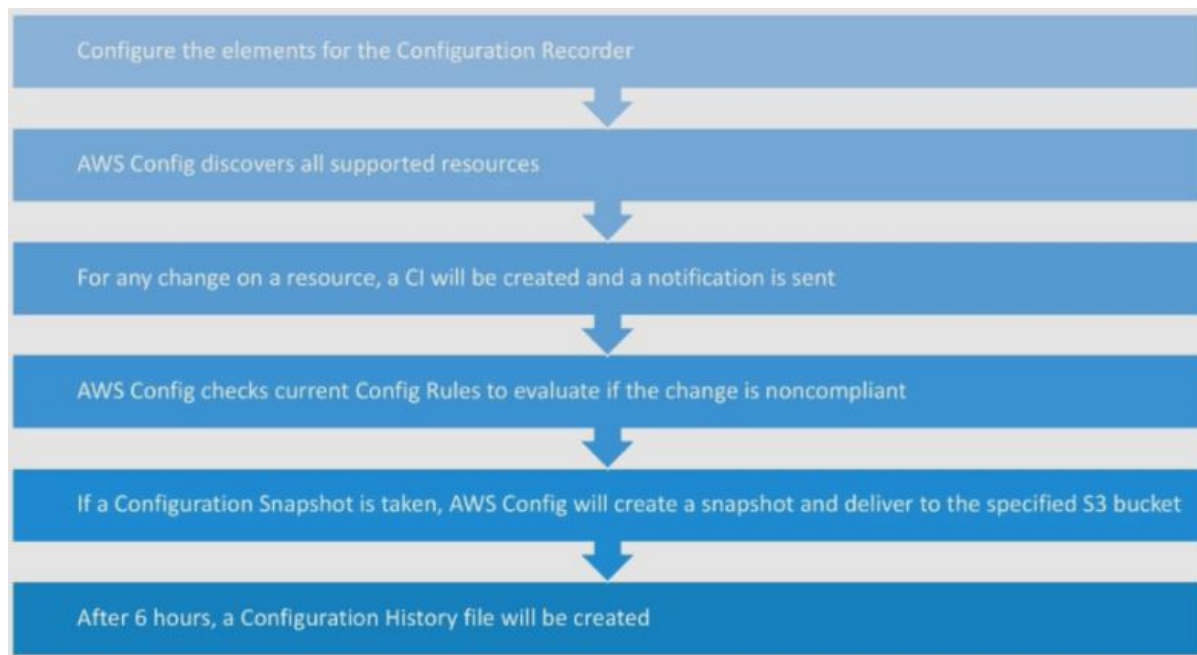 Configure the elements for the Configuration Recorder
AWS Config discovers all supported resources
For any change on a resource, a CI will be created and a notification is sent
AWS Config checks current Config Rules to evaluate if the change is noncompliant
If a Configuration Snapshot is taken, AWS Config will create a snapshot and deliver to the specified S3 bucket
After 6 hours, a Configuration History file will be created